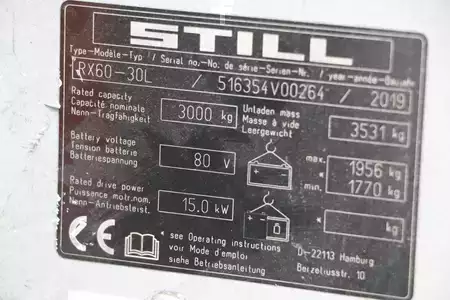 STILL
Type-Modèle-Typ / Serial no.-No. de série-Serien-Nr. / year-année-Baujahr
RX60-30L / 516354V00264 / 2019
Rated capacity
Capacité nominale
Nenn-Tragfähigkeit
3000 kg
Unladen mass
Masse à vide
Leergewicht
3531 kg
Battery voltage
Tension batterie
Batteriespannung
80 V
max. 1956 kg
min. 1770 kg
Rated drive power
Puissance motr.nom.
Nenn-Antriebsleist.
15.0 kW
* kg
CE
* see Operating instructions
voir Mode d'emploi
siehe Betriebsanleitung
D-22113 Hamburg
Berzeliusstr. 10